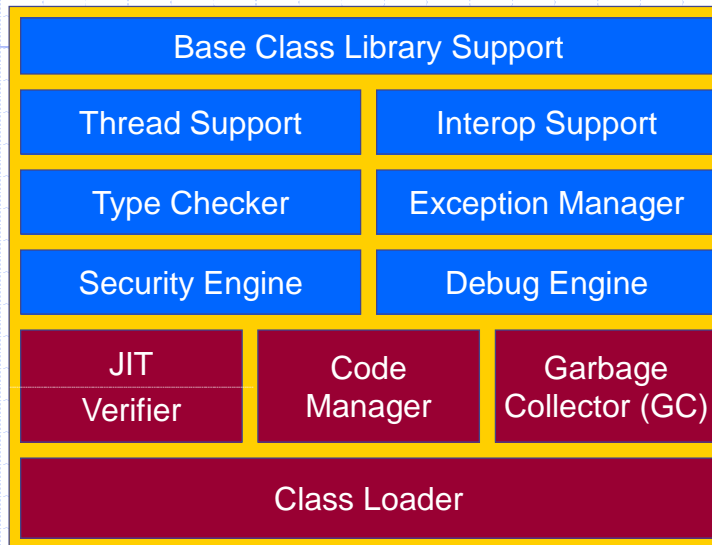 Base Class Library Support
Thread Support
Interop Support
Type Checker
Exception Manager
Security Engine
Debug Engine
JIT
Verifier
Code
Manager
Garbage
Collector (GC)
Class Loader